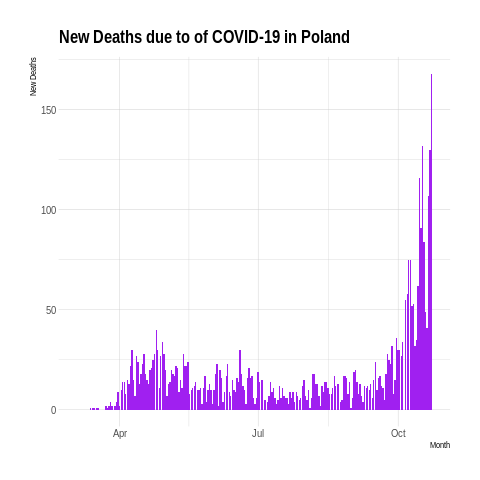 New Deaths due to of COVID-19 in Poland
New Deaths
150
100
50
0
Apr
Jul
Oct
Month